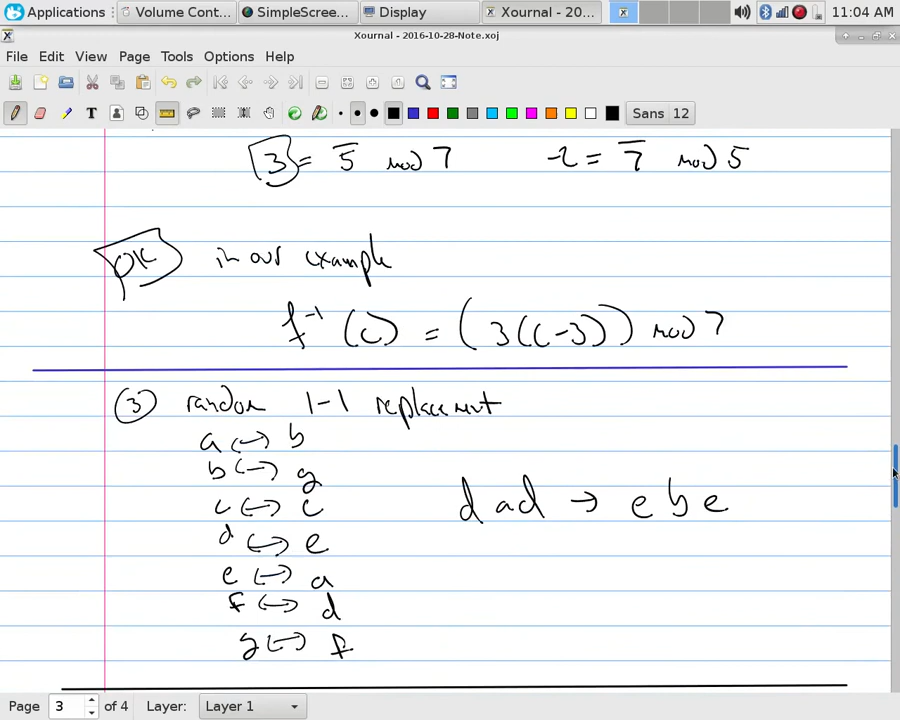 Applications Volume Cont... SimpleScree... Display Xournal - 20... 11:04 AM
Xournal - 2016-10-28-Note.xoj
File Edit View Page Tools Options Help
Sans 12
3 = 5̅ mod 7 -2 = 7̅ mod 5
in our example
f⁻¹(c) = (3(c-3)) mod 7
③ random 1-1 replacement
a ↔ b
b ↔ g
c ↔ c
dad → ebe
d ↔ e
e ↔ a
f ↔ d
g ↔ f
Page 3 of 4 Layer: Layer 1